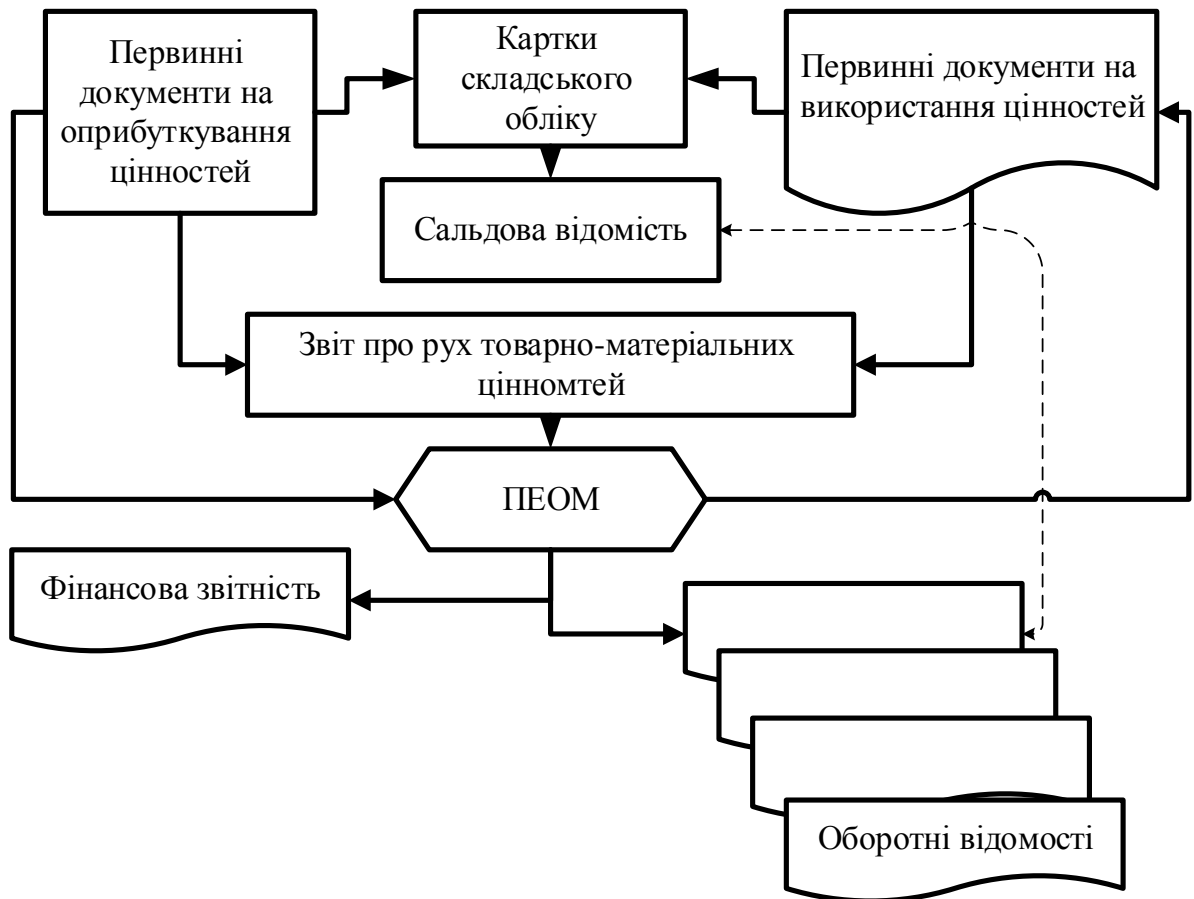 Первинні
документи на
оприбуткування
цінностей
Картки
складського
обліку
Первинні документи на
використання цінностей
Сальдова відомість
Звіт про рух товарно-матеріальних
цінномтей
ПЕОМ
Фінансова звітність
Оборотні відомості